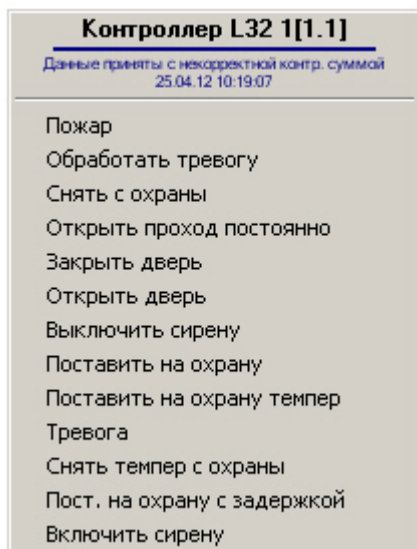 Контроллер L32 1[1.1]
Данные приняты с некорректной контр. суммой
25.04.12 10:19:07
Пожар
Обработать тревогу
Снять с охраны
Открыть проход постоянно
Закрыть дверь
Открыть дверь
Выключить сирену
Поставить на охрану
Поставить на охрану темпер
Тревога
Снять темпер с охраны
Пост. на охрану с задержкой
Включить сирену